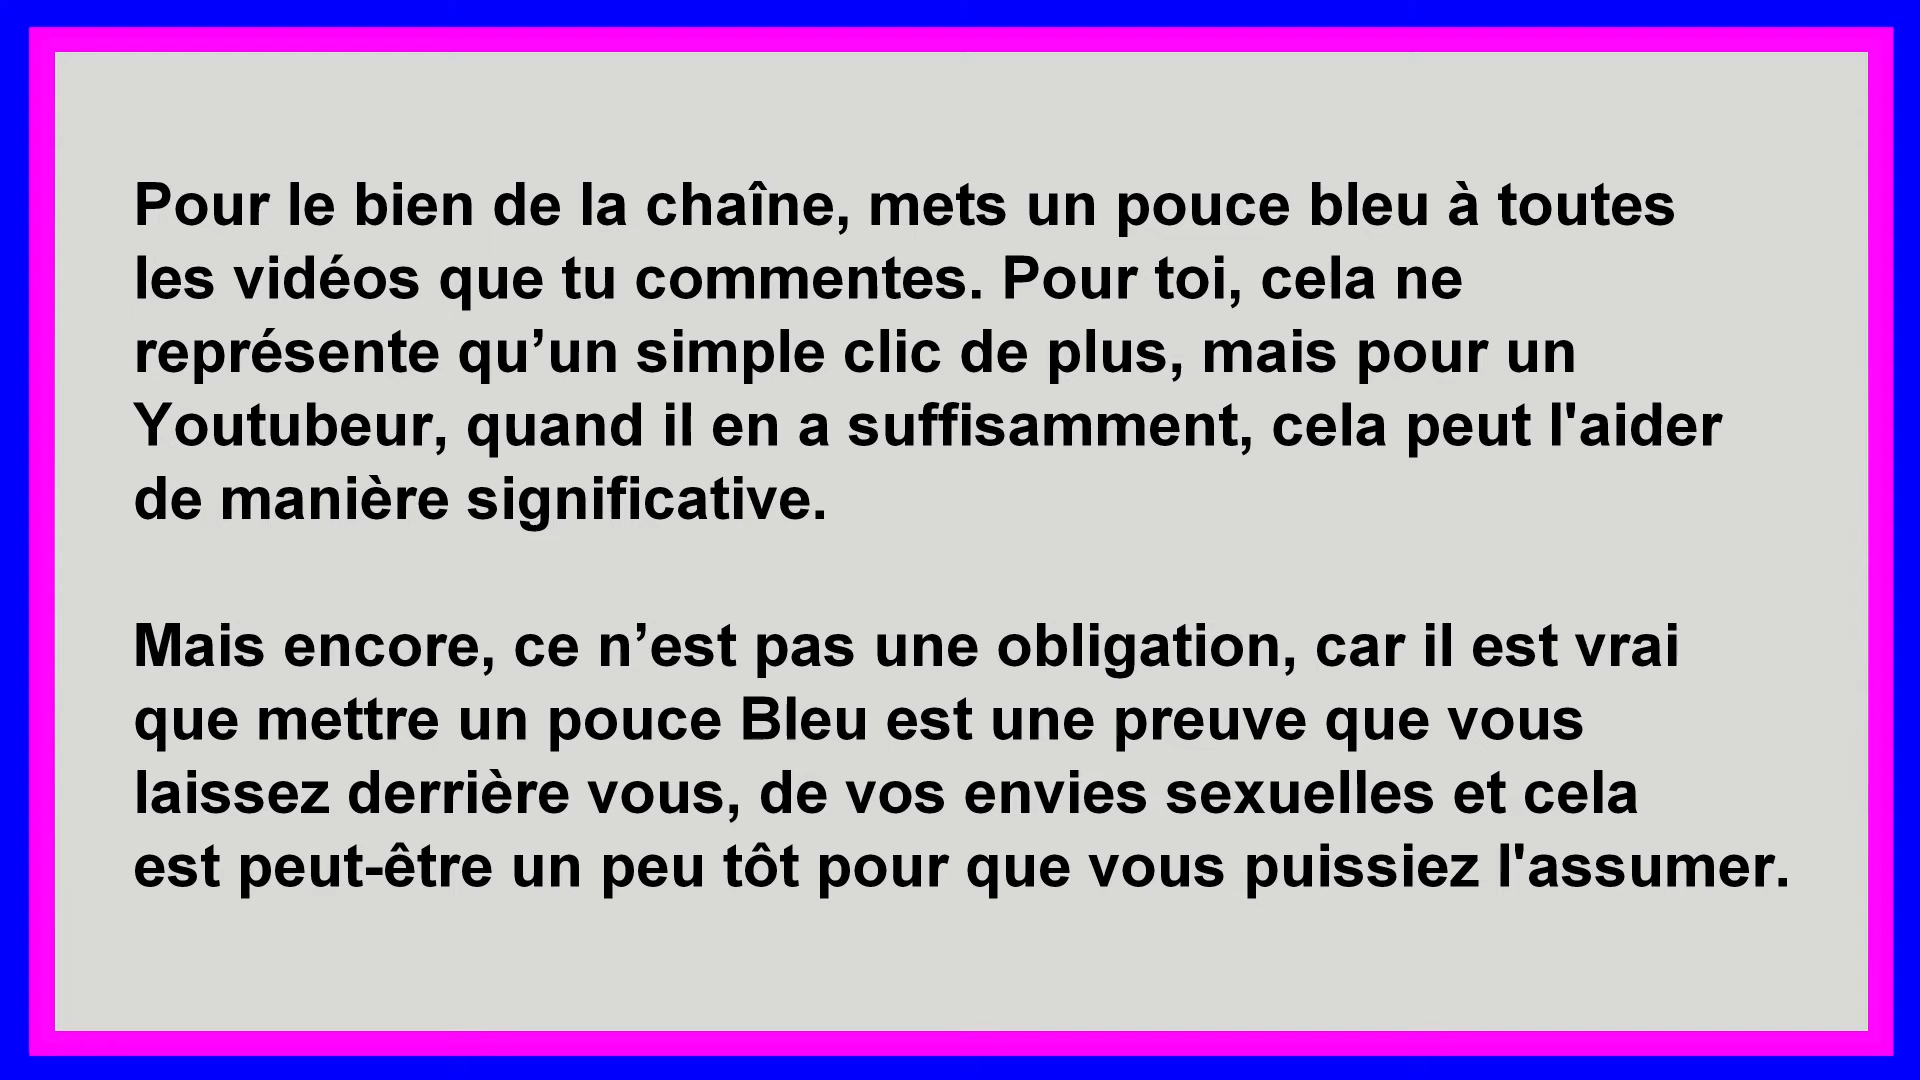 Pour le bien de la chaîne, mets un pouce bleu à toutes
les vidéos que tu commentes. Pour toi, cela ne
représente qu’un simple clic de plus, mais pour un
Youtubeur, quand il en a suffisamment, cela peut l'aider
de manière significative.
Mais encore, ce n’est pas une obligation, car il est vrai
que mettre un pouce Bleu est une preuve que vous
laissez derrière vous, de vos envies sexuelles et cela
est peut-être un peu tôt pour que vous puissiez l'assumer.